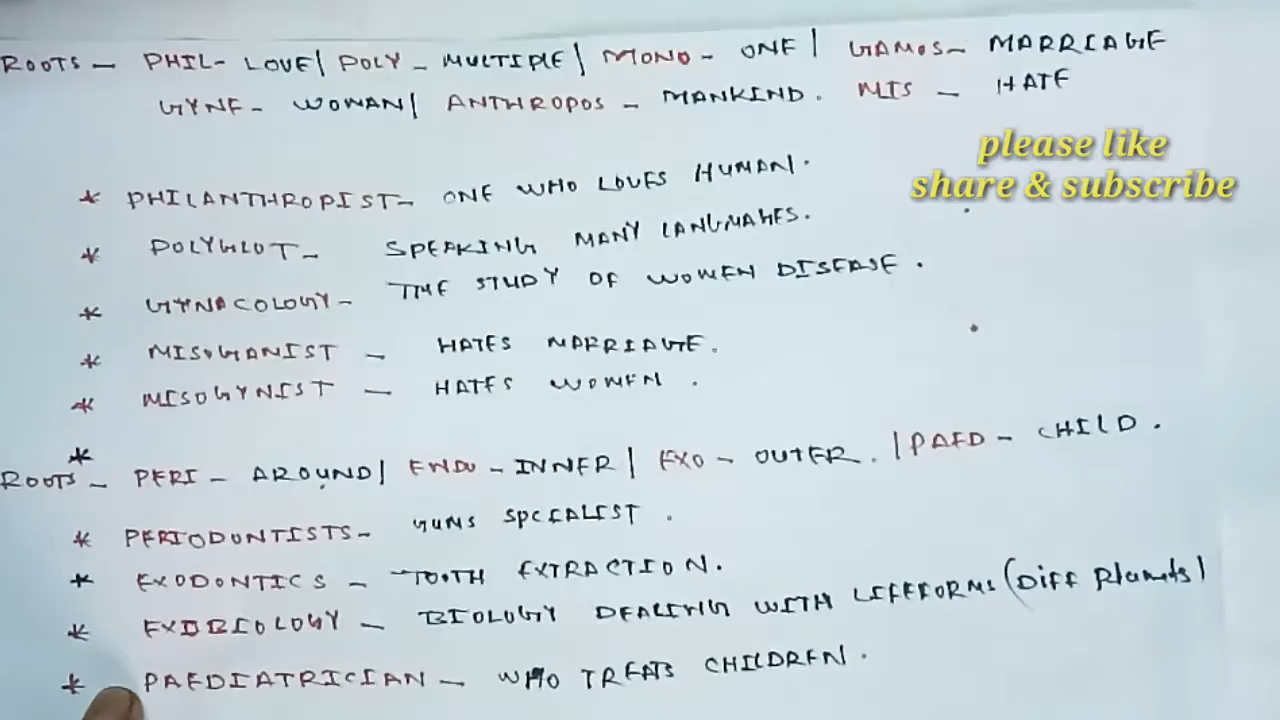 ROOTS - PHIL - LOVE| POLY - MULTIPLE| MONO - ONE| GAMOS - MARRIAGE
GYNE - WOMAN| ANTHROPOS - MANKIND. MIS - HATE
please like
share & subscribe
* PHILANTHROPIST - ONE WHO LOVES HUMAN.
* POLYGLOT - SPEAKING MANY LANGUAGES.
* GYNACOLOGY - THE STUDY OF WOMEN DISEASE.
* MISOGANIST - HATES MARRIAGE.
* MISOGYNIST - HATES WOMEN.
*
ROOTS - PERI - AROUND| ENDO - INNER| EXO - OUTER. |PAED - CHILD.
* PERIODONTISTS - GUMS SPCIALIST.
* EXODONTICS - TOOTH EXTRACTION.
* EXOBIOLOGY - BIOLOGY DEALING WITH LIFEFORMS (Diff Planets)
* PAEDIATRICIAN - WHO TREATS CHILDREN.